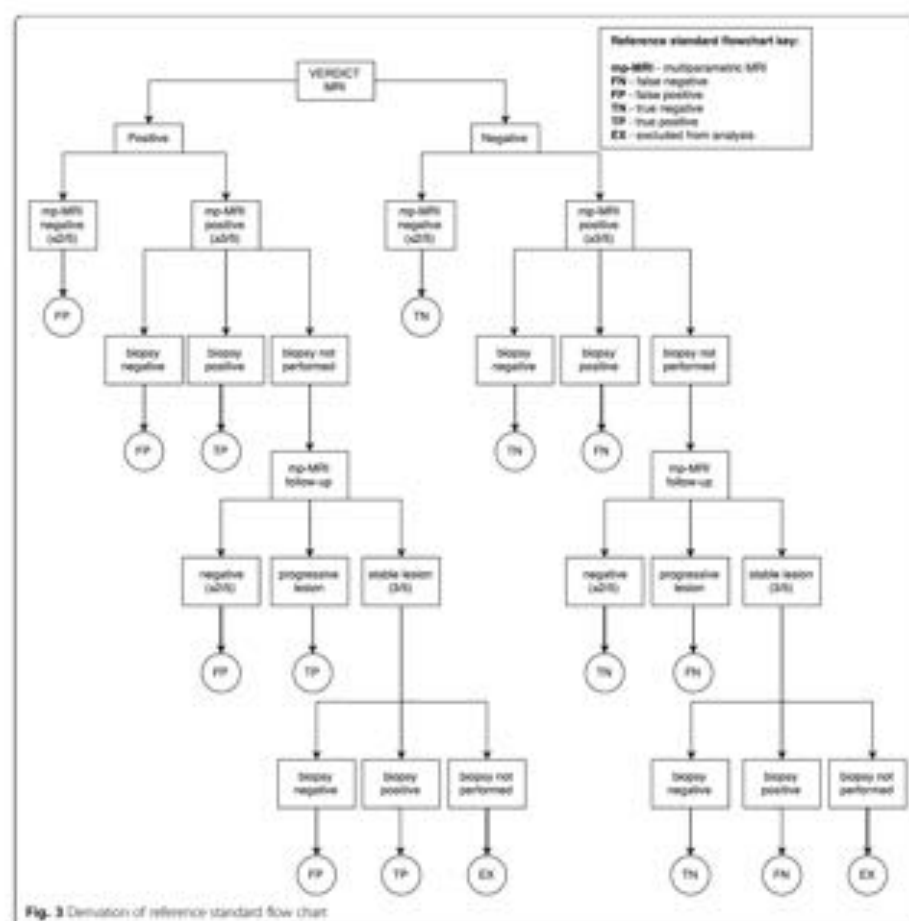 Reference standard flowchart key:
mp-MRI - multiparametric MRI
FN - false negative
FP - false positive
TN - true negative
TP - true positive
EX - excluded from analysis
VERDICT
MRI
Positive
Negative
mp-MRI
negative
(≤2/5)
mp-MRI
positive
(≥3/5)
mp-MRI
negative
(≤2/5)
mp-MRI
positive
(≥3/5)
FP
TN
biopsy
negative
biopsy
positive
biopsy not
performed
biopsy
negative
biopsy
positive
biopsy not
performed
FP
TP
TN
FN
mp-MRI
follow-up
mp-MRI
follow-up
negative
(≤2/5)
progressive
lesion
stable lesion
(3/5)
negative
(≤2/5)
progressive
lesion
stable lesion
(3/5)
FP
TP
TN
FN
biopsy
negative
biopsy
positive
biopsy not
performed
biopsy
negative
biopsy
positive
biopsy not
performed
FP
TP
EX
TN
FN
EX
Fig. 3 Derivation of reference standard flow chart